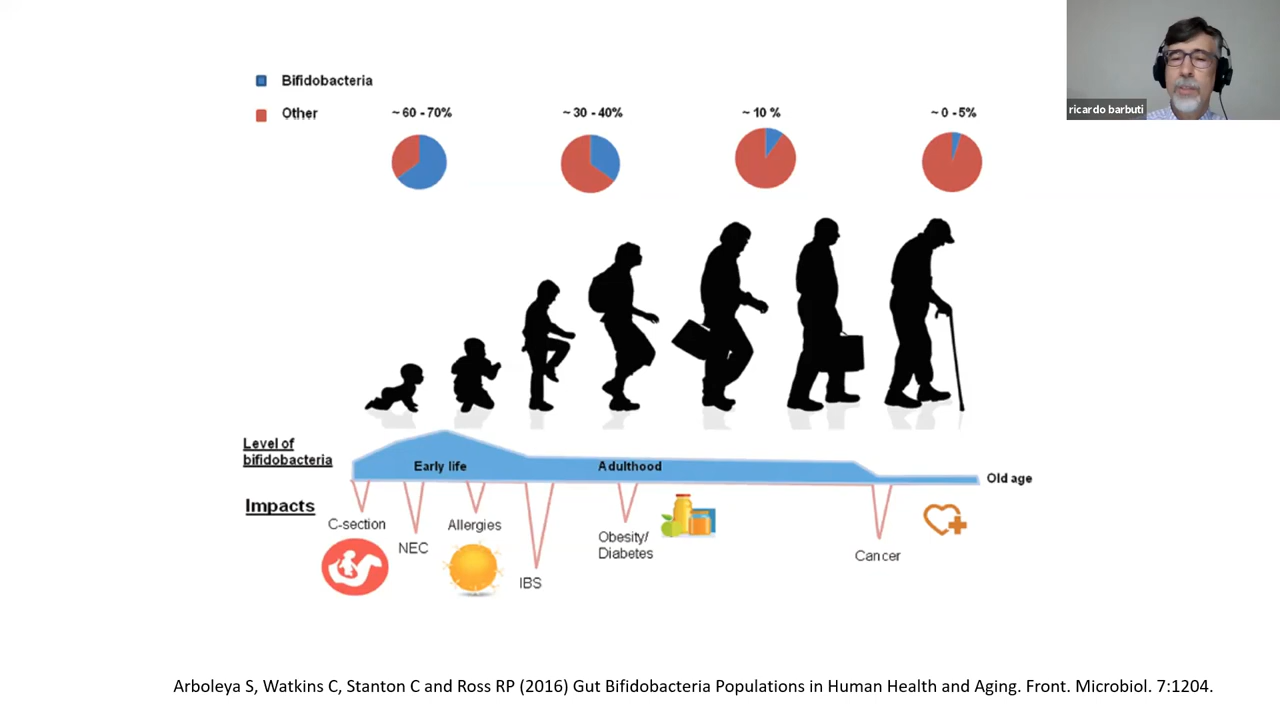 ricardo barbuti
Bifidobacteria
Other
~ 60 - 70%
~ 30 - 40%
~ 10 %
~ 0 - 5%
Level of
bifidobacteria
Early life
Adulthood
Old age
Impacts
C-section
NEC
Allergies
IBS
Obesity/
Diabetes
Cancer
Arboleya S, Watkins C, Stanton C and Ross RP (2016) Gut Bifidobacteria Populations in Human Health and Aging. Front. Microbiol. 7:1204.